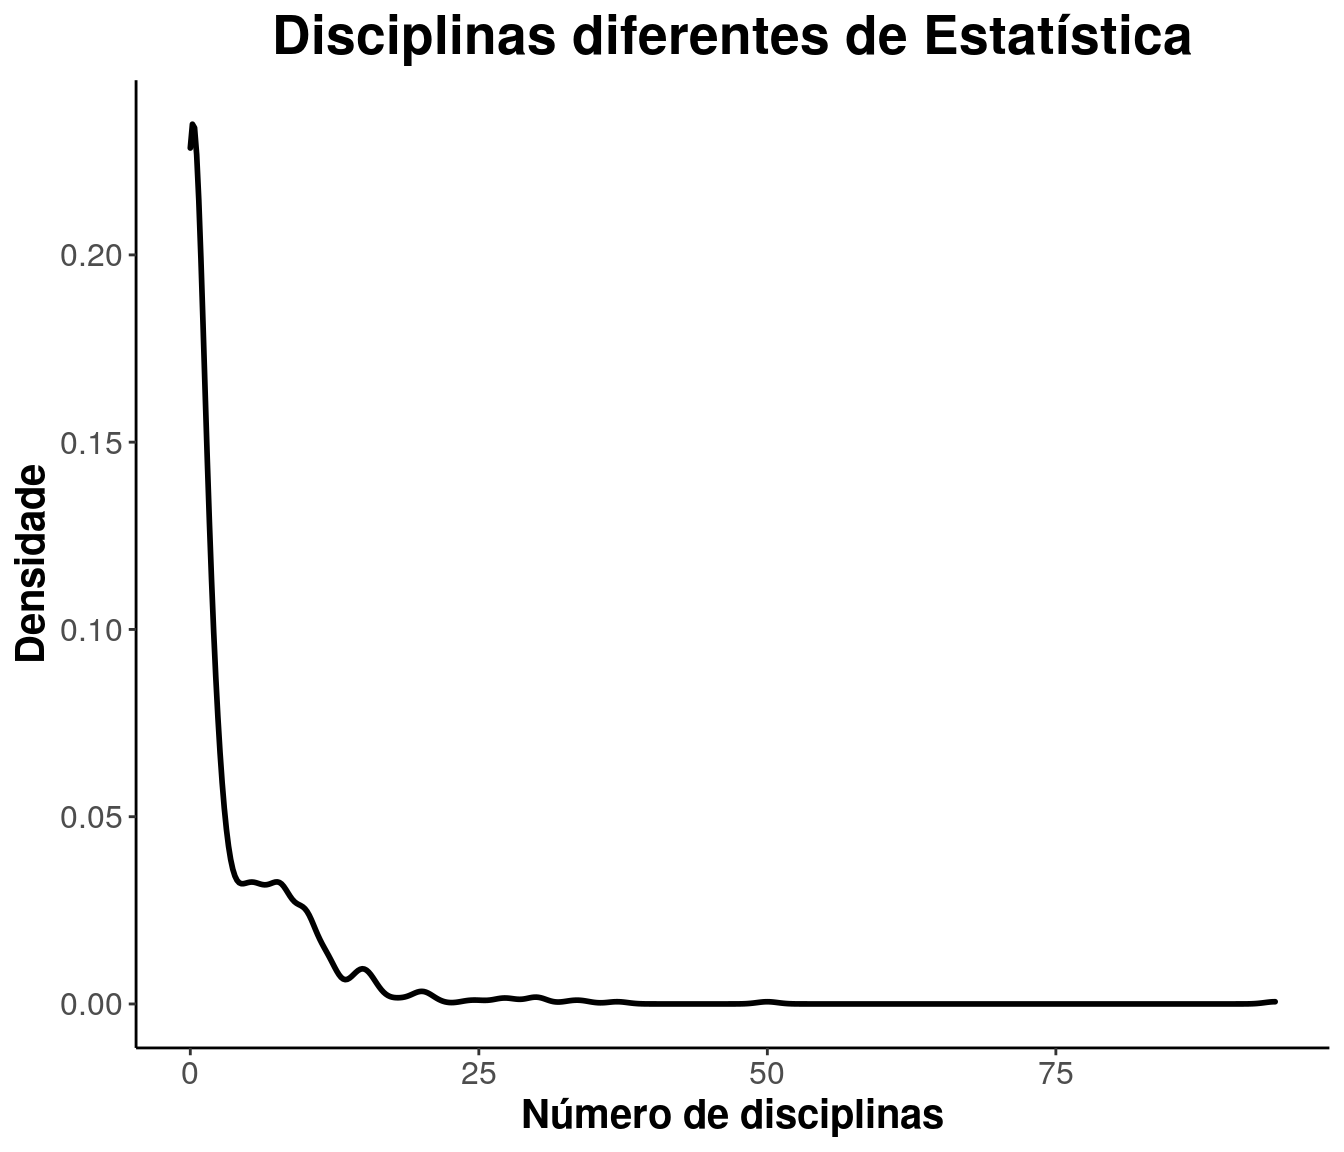 Disciplinas diferentes de Estatística
Densidade
0.20
0.15
0.10
0.05
0.00
0 25 50 75
Número de disciplinas